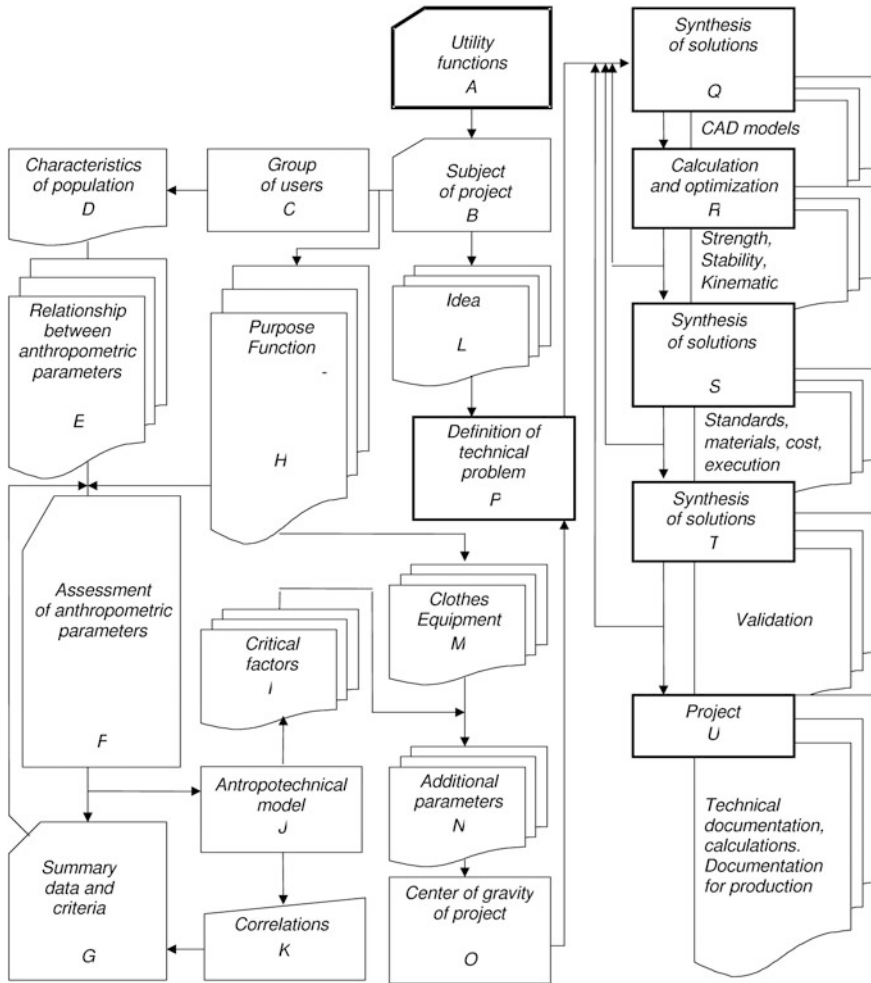 Utility
functions
A
Subject
of project
B
Group
of users
C
Characteristics
of population
D
Relationship
between
anthropometric
parameters
E
Assessment
of anthropometric
parameters
F
Summary
data and
criteria
G
Purpose
Function
-
H
Critical
factors
I
Antropotechnical
model
J
Correlations
K
Idea
L
Clothes
Equipment
M
Additional
parameters
N
Center of gravity
of project
O
Definition of
technical
problem
P
Synthesis
of solutions
Q
CAD models
Calculation
and optimization
R
Strength,
Stability,
Kinematic
Synthesis
of solutions
S
Standards,
materials, cost,
execution
Synthesis
of solutions
T
Validation
Project
U
Technical
documentation,
calculations.
Documentation
for production